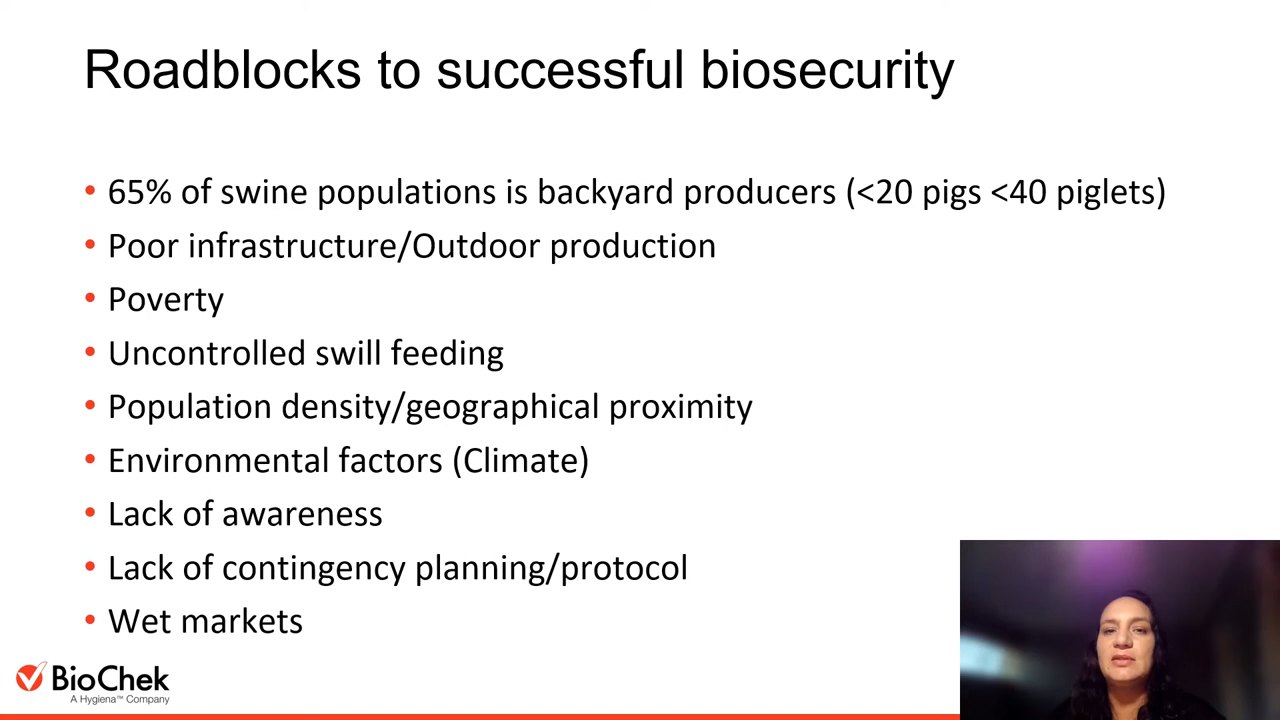 Roadblocks to successful biosecurity
• 65% of swine populations is backyard producers (<20 pigs <40 piglets)
• Poor infrastructure/Outdoor production
• Poverty
• Uncontrolled swill feeding
• Population density/geographical proximity
• Environmental factors (Climate)
• Lack of awareness
• Lack of contingency planning/protocol
• Wet markets
BioChek
A Hygiena™ Company